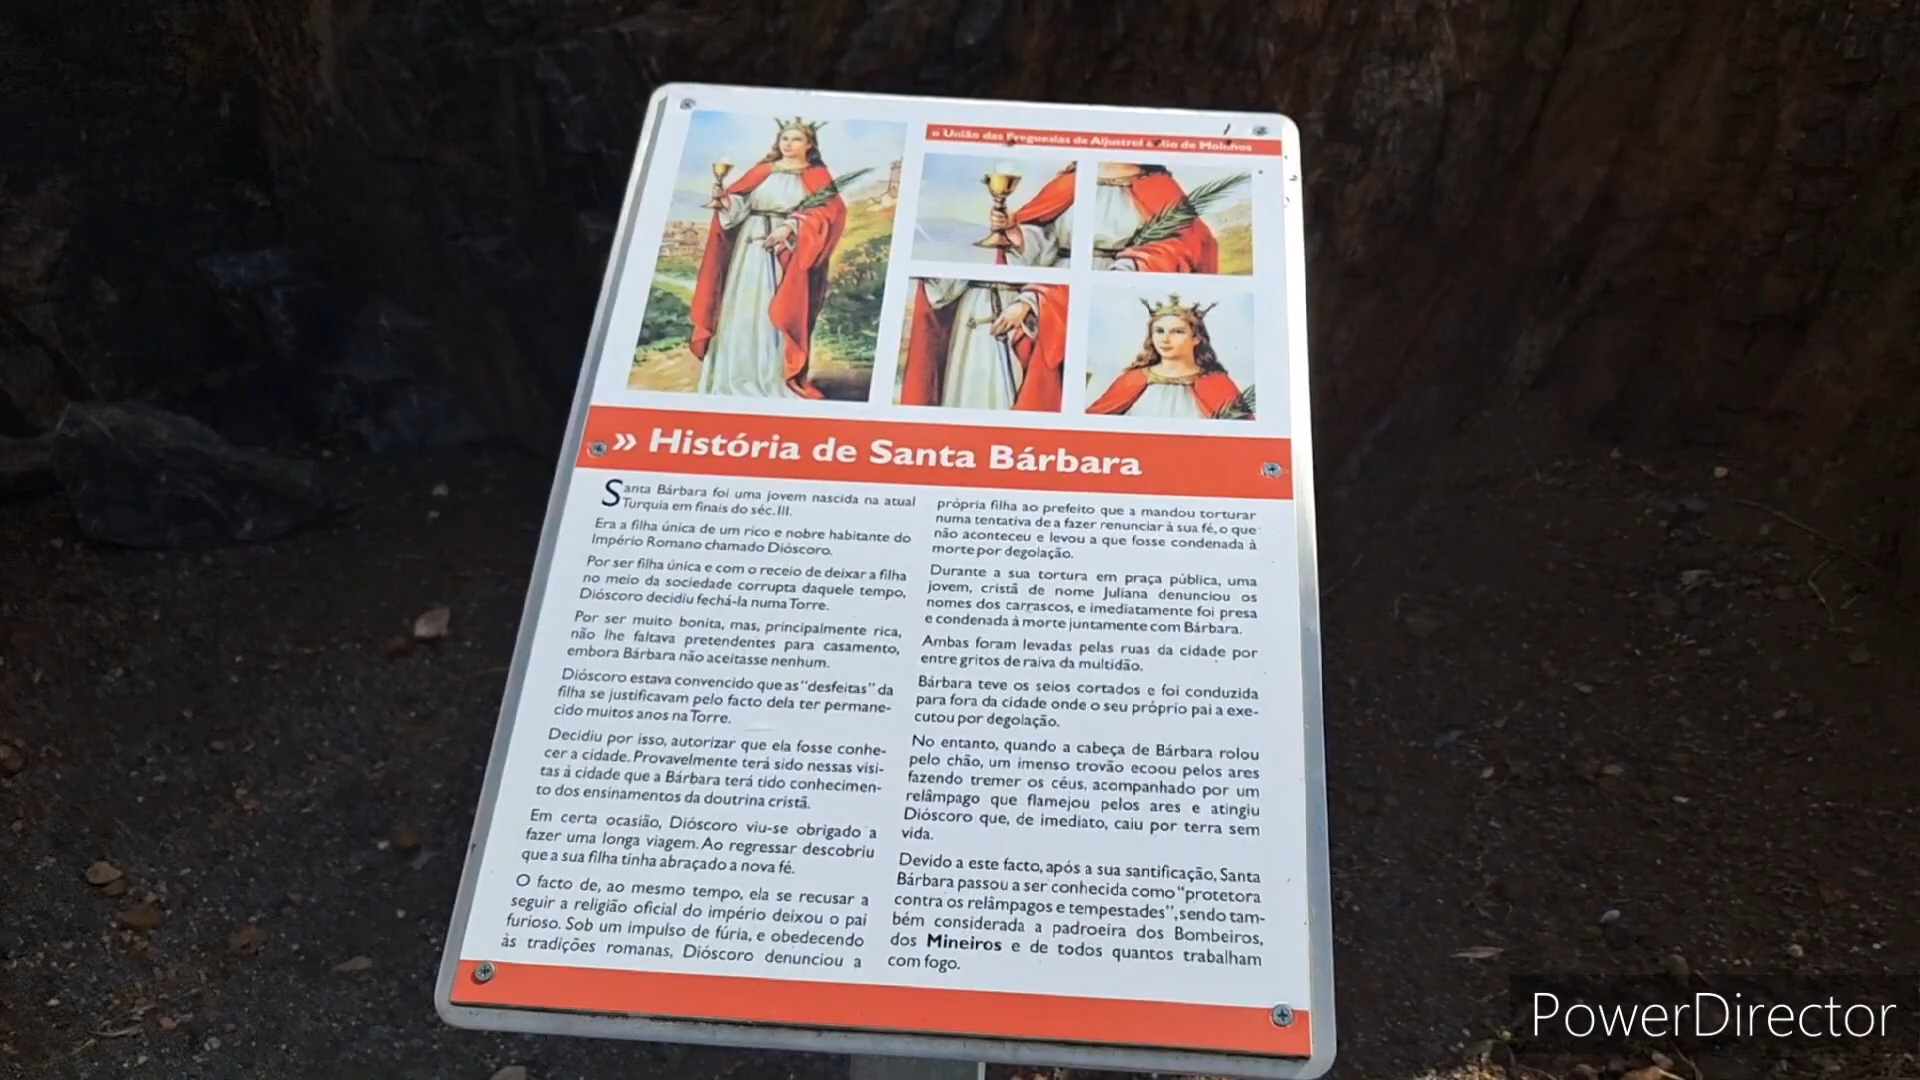 » União das Freguesias de Aljustrel e Rio de Moinhos
» História de Santa Bárbara
Santa Bárbara foi uma jovem nascida na atual
Turquia em finais do séc. III.
Era a filha única de um rico e nobre habitante do
Império Romano chamado Dióscoro.
Por ser filha única e com o receio de deixar a filha
no meio da sociedade corrupta daquele tempo,
Dióscoro decidiu fechá-la numa Torre.
Por ser muito bonita, mas, principalmente rica,
não lhe faltava pretendentes para casamento,
embora Bárbara não aceitasse nenhum.
Dióscoro estava convencido que as "desfeitas" da
filha se justificavam pelo facto dela ter permane-
cido muitos anos na Torre.
Decidiu por isso, autorizar que ela fosse conhe-
cer a cidade. Provavelmente terá sido nessas visi-
tas à cidade que a Bárbara terá tido conhecimen-
to dos ensinamentos da doutrina cristã.
Em certa ocasião, Dióscoro viu-se obrigado a
fazer uma longa viagem. Ao regressar descobriu
que a sua filha tinha abraçado a nova fé.
O facto de, ao mesmo tempo, ela se recusar a
seguir a religião oficial do império deixou o pai
furioso. Sob um impulso de fúria, e obedecendo
às tradições romanas, Dióscoro denunciou a
própria filha ao prefeito que a mandou torturar
numa tentativa de a fazer renunciar à sua fé, o que
não aconteceu e levou a que fosse condenada à
morte por degolação.
Durante a sua tortura em praça pública, uma
jovem, cristã de nome Juliana denunciou os
nomes dos carrascos, e imediatamente foi presa
e condenada à morte juntamente com Bárbara.
Ambas foram levadas pelas ruas da cidade por
entre gritos de raiva da multidão.
Bárbara teve os seios cortados e foi conduzida
para fora da cidade onde o seu próprio pai a exe-
cutou por degolação.
No entanto, quando a cabeça de Bárbara rolou
pelo chão, um imenso trovão ecoou pelos ares
fazendo tremer os céus, acompanhado por um
relâmpago que flamejou pelos ares e atingiu
Dióscoro que, de imediato, caiu por terra sem
vida.
Devido a este facto, após a sua santificação, Santa
Bárbara passou a ser conhecida como "protetora
contra os relâmpagos e tempestades", sendo tam-
bém considerada a padroeira dos Bombeiros,
dos Mineiros e de todos quantos trabalham
com fogo.
PowerDirector